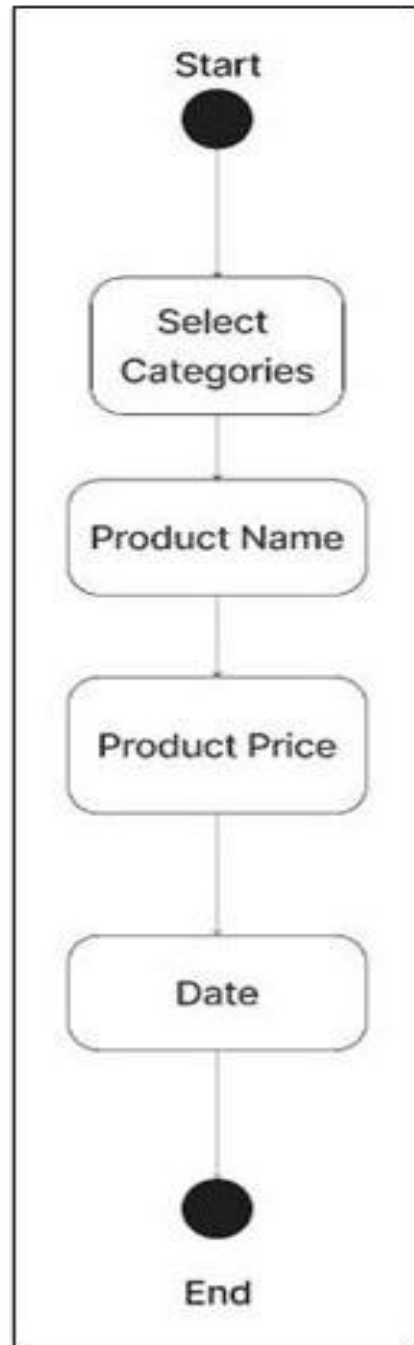 Start
Select
Categories
Product Name
Product Price
Date
End